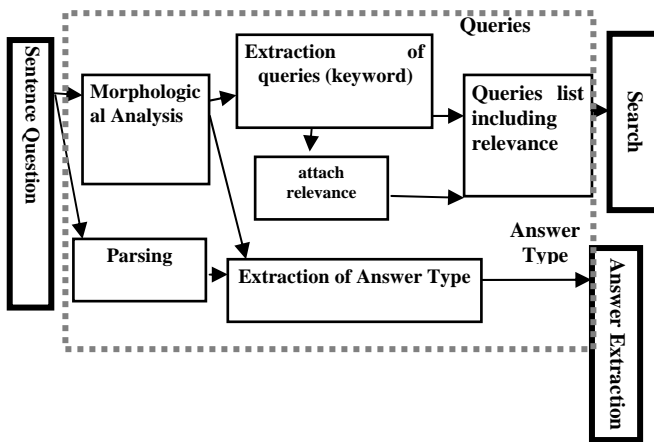 Sentence Question
Queries
Morphologic
al Analysis
Extraction of
queries (keyword)
attach
relevance
Queries list
including
relevance
Search
Parsing
Extraction of Answer Type
Answer
Type
Answer Extraction